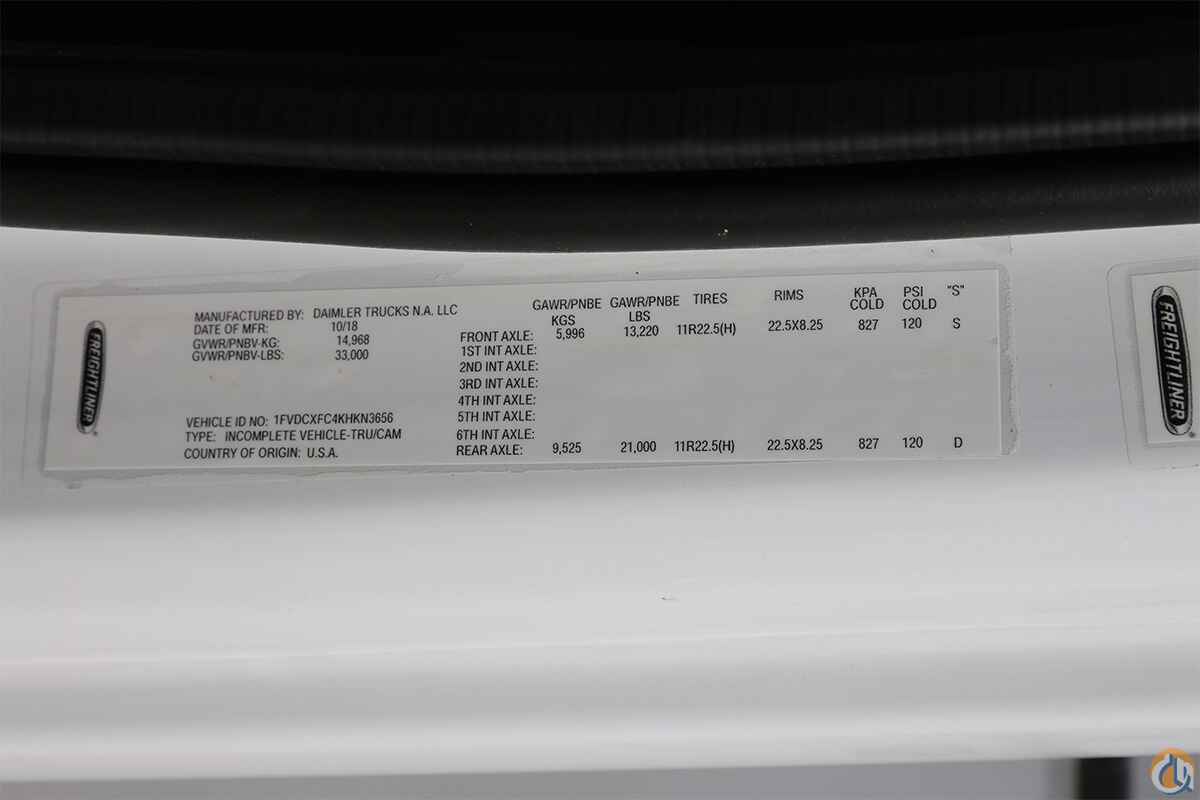 FREIGHTLINER
MANUFACTURED BY: DAIMLER TRUCKS N.A. LLC
DATE OF MFR: 10/18
GVWR/PNBV-KG: 14,968
GVWR/PNBV-LBS: 33,000
VEHICLE ID NO: 1FVDCXFC4KHKN3656
TYPE: INCOMPLETE VEHICLE-TRU/CAM
COUNTRY OF ORIGIN: U.S.A.
GAWR/PNBE KGS GAWR/PNBE LBS TIRES RIMS KPA COLD PSI COLD "S"
FRONT AXLE: 5,996 13,220 11R22.5(H) 22.5X8.25 827 120 S
1ST INT AXLE:
2ND INT AXLE:
3RD INT AXLE:
4TH INT AXLE:
5TH INT AXLE:
6TH INT AXLE:
REAR AXLE: 9,525 21,000 11R22.5(H) 22.5X8.25 827 120 D
FREIGHTLINER